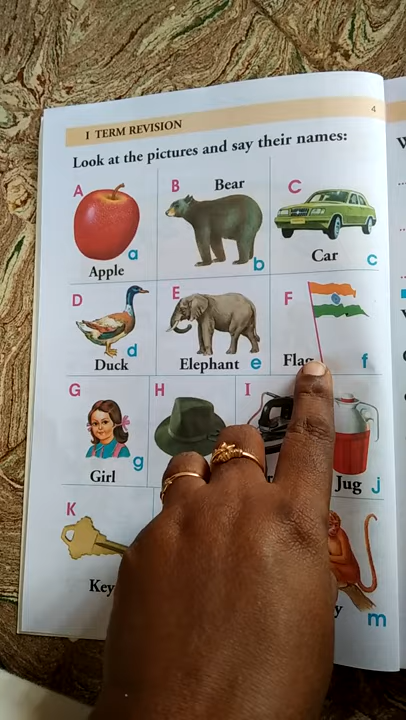 4
I TERM REVISION
Look at the pictures and say their names:
A a Apple
B Bear b
C Car c
D d Duck
E Elephant e
F f
G g Girl
H
I
Jug j
K Key
m